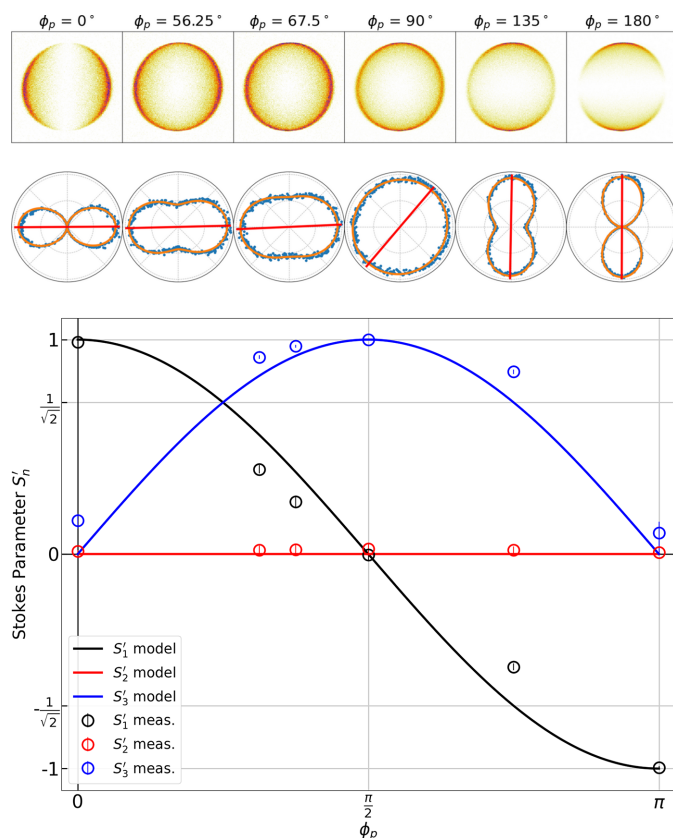 ϕₚ = 0° ϕₚ = 56.25° ϕₚ = 67.5° ϕₚ = 90° ϕₚ = 135° ϕₚ = 180°
Stokes Parameter S′ₙ
1
1/√2
0
-1/√2
-1
S′₁ model
S′₂ model
S′₃ model
S′₁ meas.
S′₂ meas.
S′₃ meas.
0 π/2 π
ϕₚ